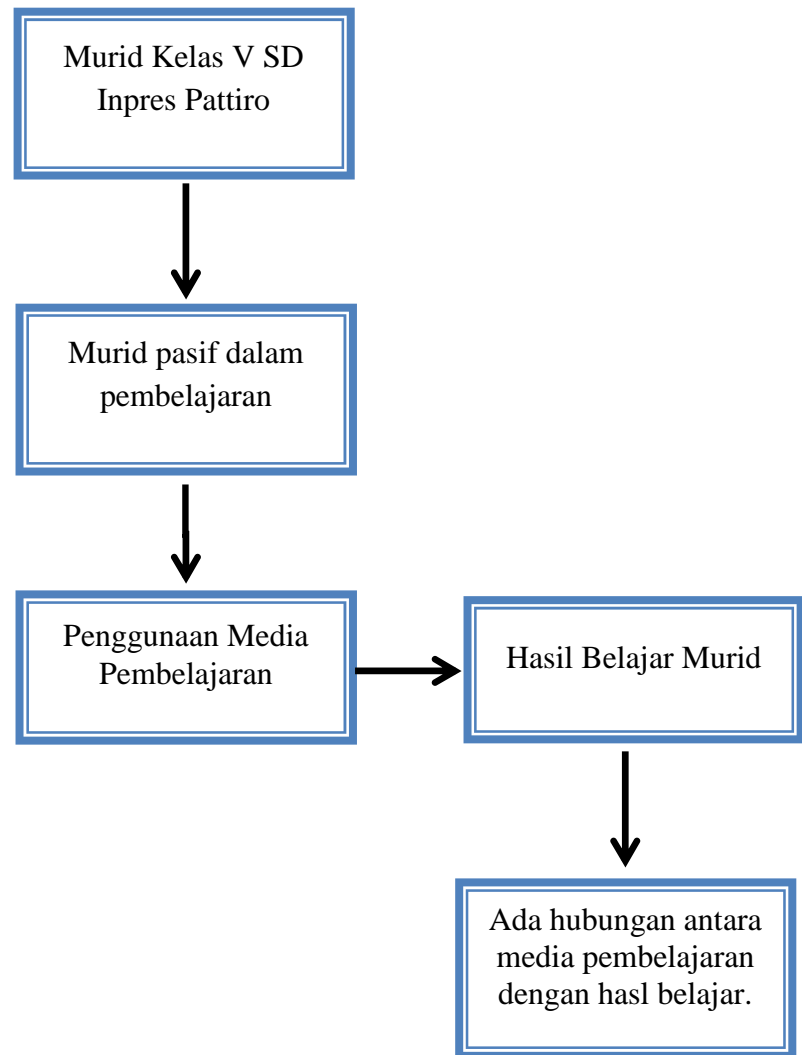 Murid Kelas V SD
Inpres Pattiro
Murid pasif dalam
pembelajaran
Penggunaan Media
Pembelajaran
Hasil Belajar Murid
Ada hubungan antara
media pembelajaran
dengan hasl belajar.